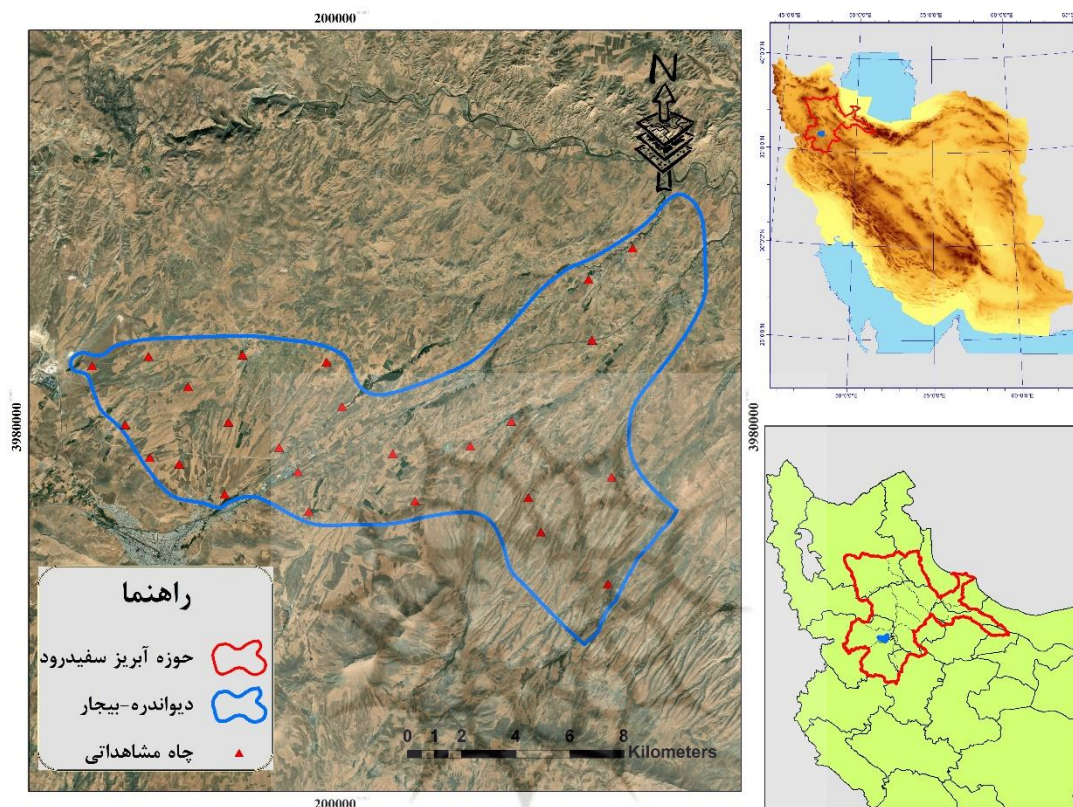 200000
N
3980000
3980000
راهنما
حوزه آبریز سفیدرود
دیواندره-بیجار
چاه مشاهداتی
0 1 2 4 6 8
Kilometers
200000